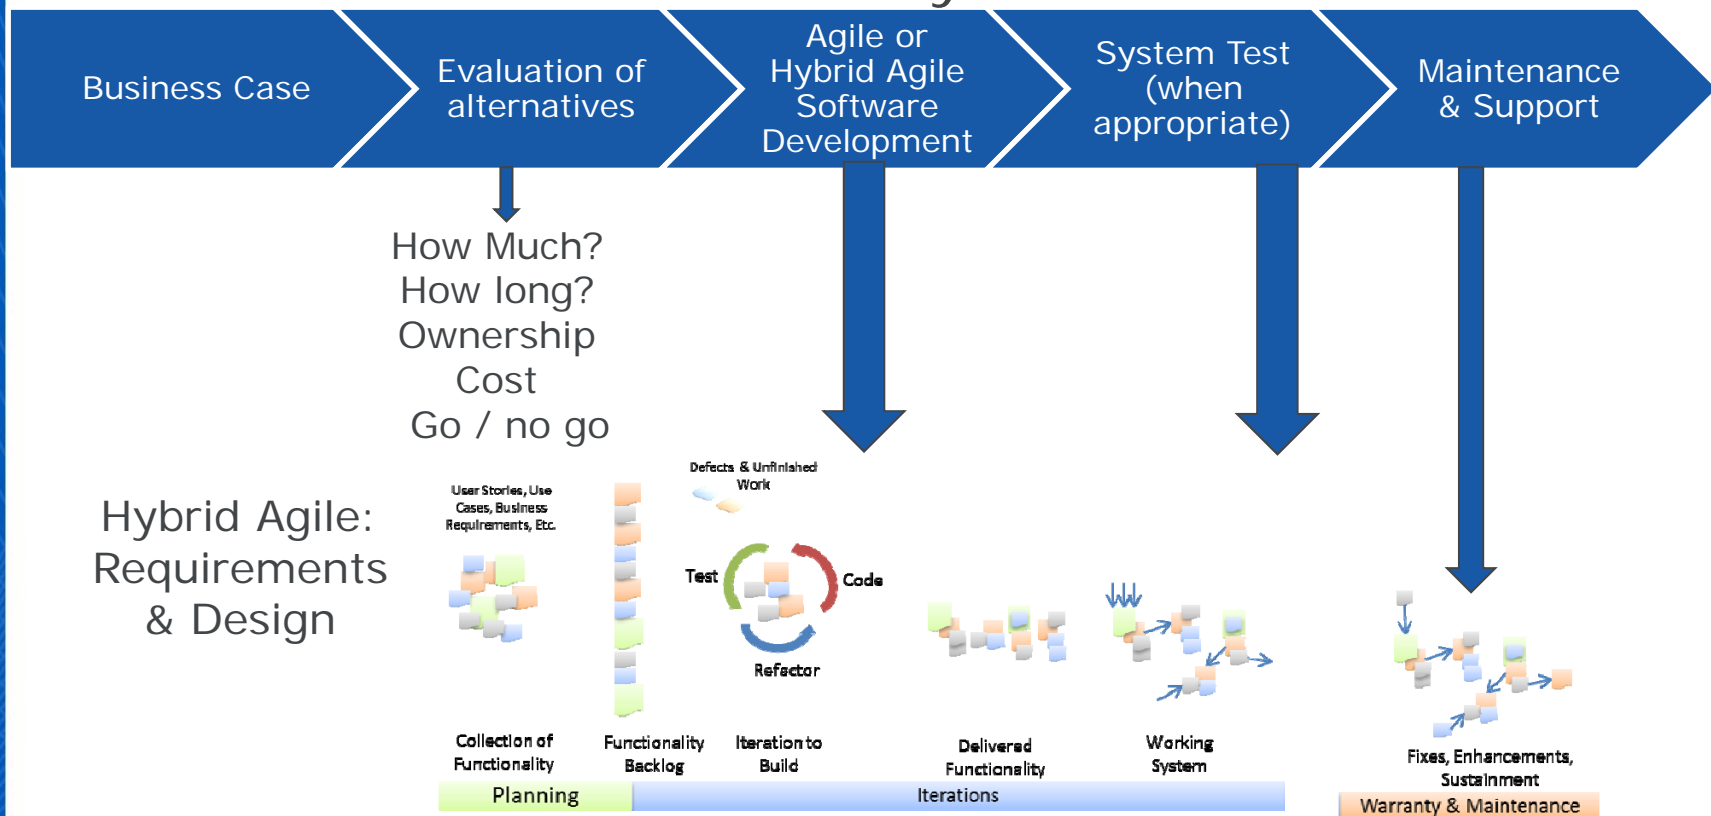 Business Case
Evaluation of
alternatives
Agile or
Hybrid Agile
Software
Development
System Test
(when
appropriate)
Maintenance
& Support
How Much?
How long?
Ownership
Cost
Go / no go
Hybrid Agile:
Requirements
& Design
User Stories, Use
Cases, Business
Requirements, Etc.
Defects & Unfinished
Work
Test
Code
Refactor
Collection of
Functionality
Functionality
Backlog
Iteration to
Build
Delivered
Functionality
Working
System
Fixes, Enhancements,
Sustainment
Planning
Iterations
Warranty & Maintenance